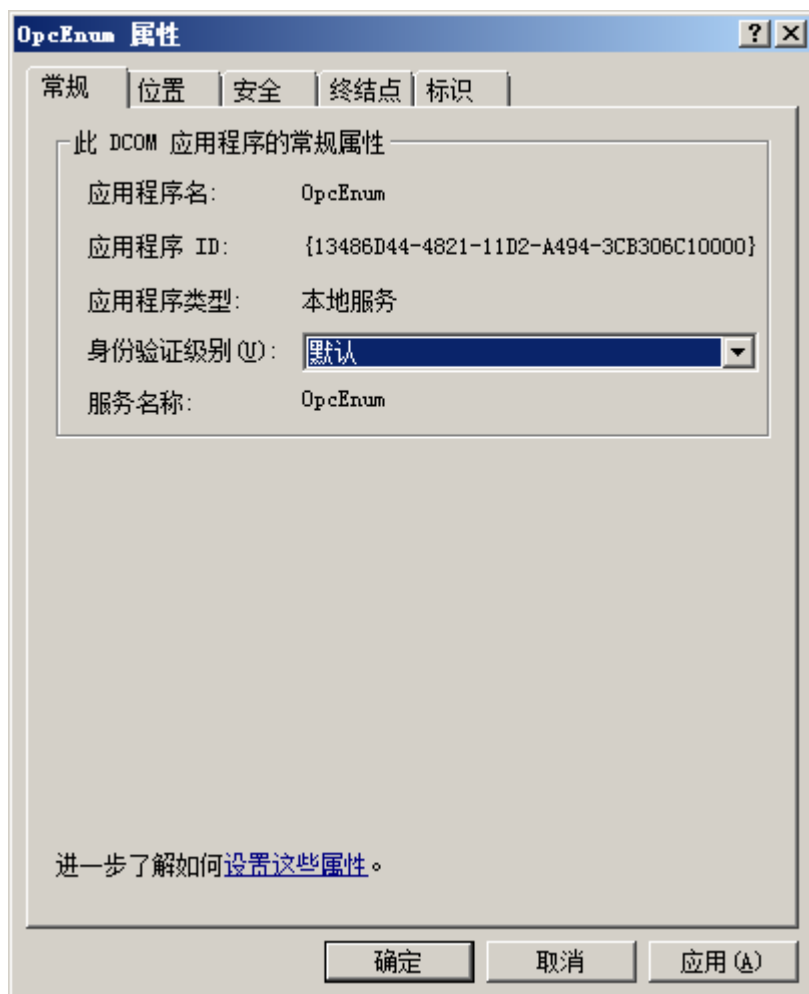 OpcEnum 属性
常规 位置 安全 终结点 标识
此 DCOM 应用程序的常规属性
应用程序名: OpcEnum
应用程序 ID: {13486D44-4821-11D2-A494-3CB306C10000}
应用程序类型: 本地服务
身份验证级别(U): 默认
服务名称: OpcEnum
进一步了解如何设置这些属性。
确定 取消 应用(A)